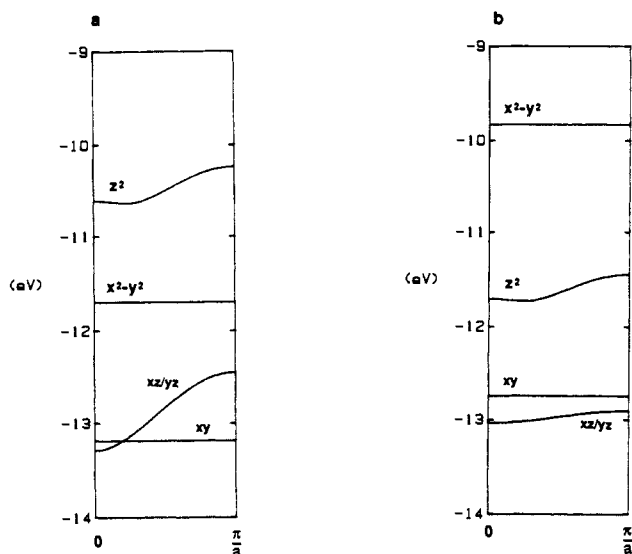 a
-9
-10
z²
-11
(eV)
x²-y²
-12
xz/yz
xy
-13
-14
0
π/a
b
-9
x²-y²
-10
-11
(eV)
z²
-12
xy
-13
xz/yz
-14
0
π/a